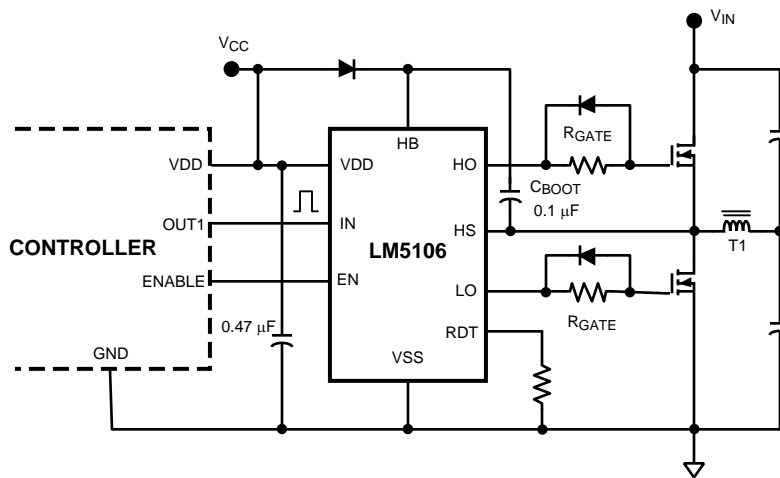 VIN
VCC
HB
RGATE
VDD
VDD
HO
CBOOT
0.1 µF
OUT1
IN
HS
CONTROLLER
LM5106
T1
ENABLE
EN
LO
0.47 µF
RDT
RGATE
GND
VSS